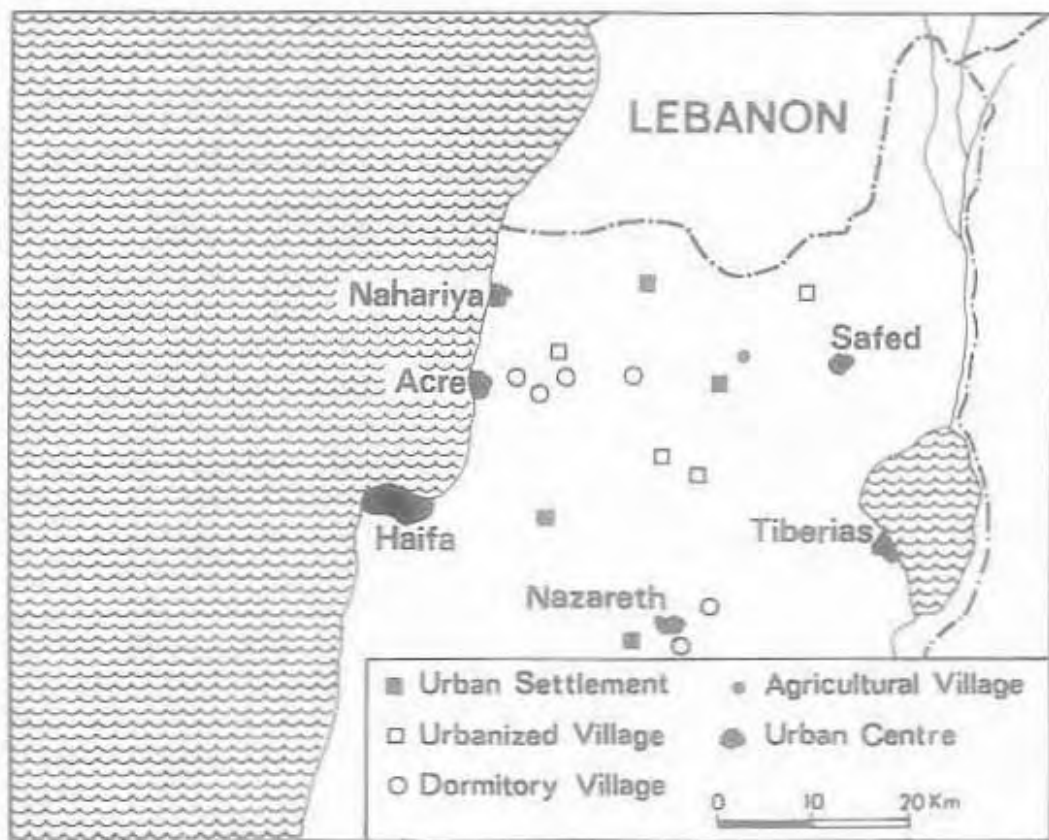 LEBANON
Nahariya
Safed
Acre
Haifa
Tiberias
Nazareth
Urban Settlement
Agricultural Village
Urbanized Village
Urban Centre
Dormitory Village
0 10 20 Km